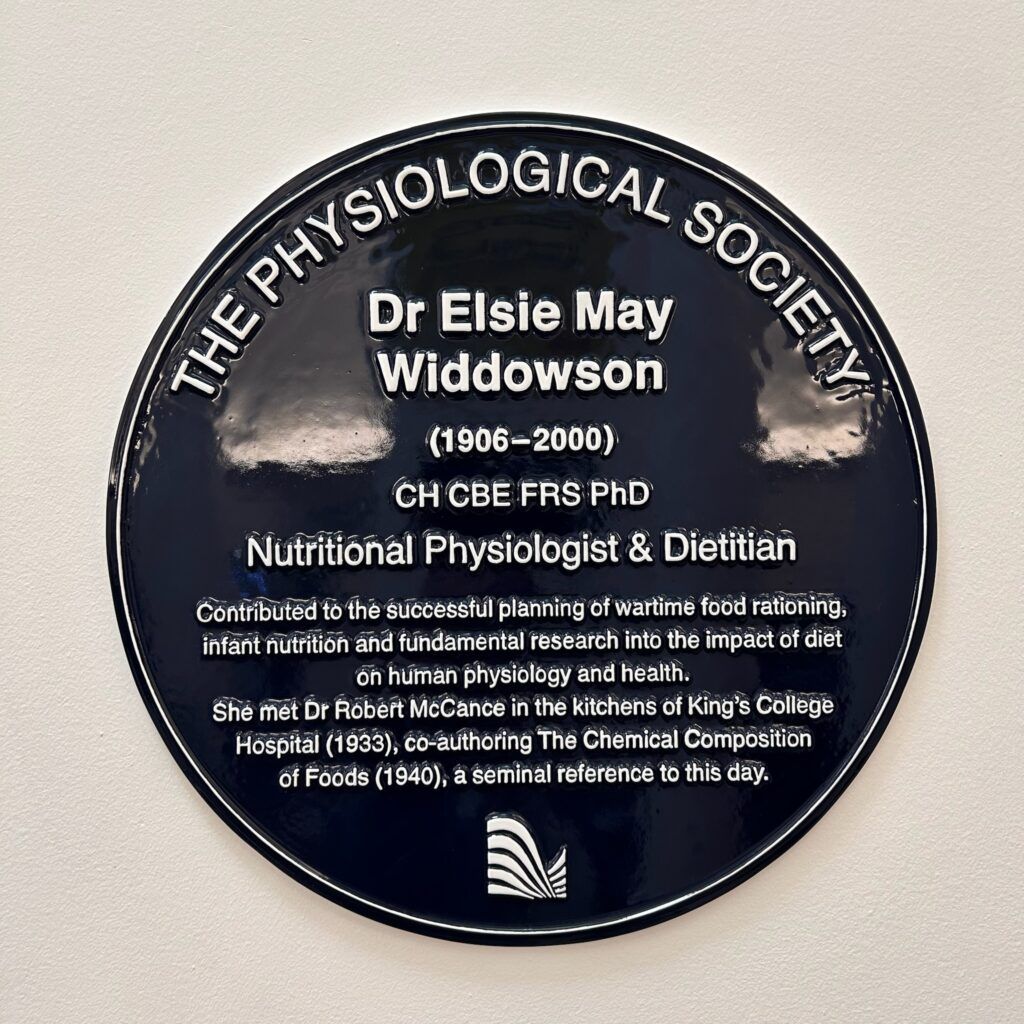 THE PHYSIOLOGICAL SOCIETY
Dr Elsie May
Widdowson
(1906–2000)
CH CBE FRS PhD
Nutritional Physiologist & Dietitian
Contributed to the successful planning of wartime food rationing,
infant nutrition and fundamental research into the impact of diet
on human physiology and health.
She met Dr Robert McCance in the kitchens of King's College
Hospital (1933), co-authoring The Chemical Composition
of Foods (1940), a seminal reference to this day.